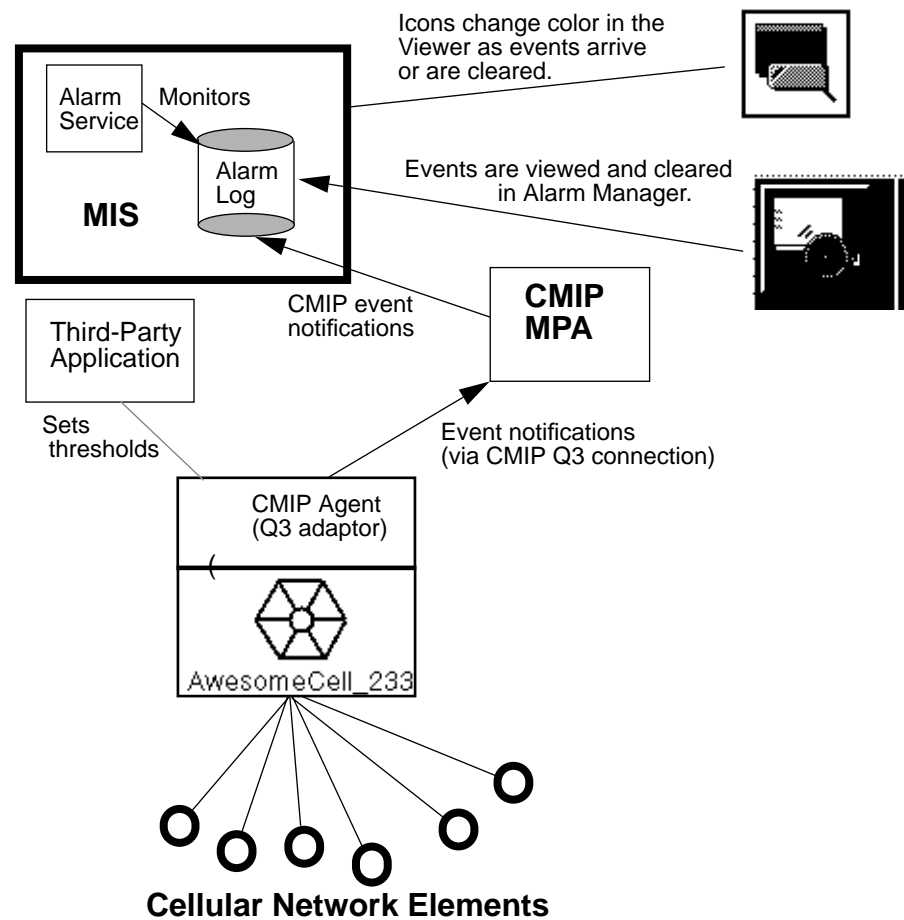 Icons change color in the
Viewer as events arrive
or are cleared.
Alarm
Service
Monitors
Alarm
Log
MIS
Events are viewed and cleared
in Alarm Manager.
CMIP event
notifications
CMIP
MPA
Third-Party
Application
Sets
thresholds
Event notifications
(via CMIP Q3 connection)
CMIP Agent
(Q3 adaptor)
(
AwesomeCell_233
Cellular Network Elements